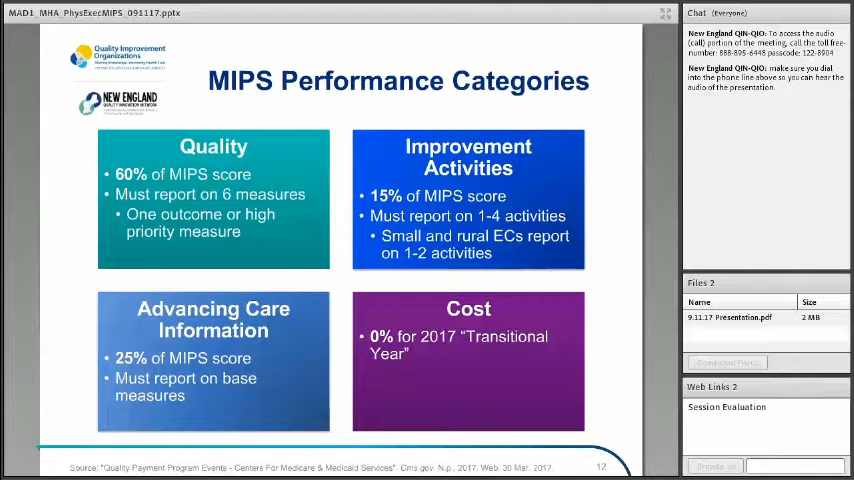 MAD1_MHA_PhysExecMIPS_091117.pptx
Quality Improvement
Organizations
NEW ENGLAND
MIPS Performance Categories
Quality
• 60% of MIPS score
• Must report on 6 measures
• One outcome or high
priority measure
Improvement
Activities
• 15% of MIPS score
• Must report on 1-4 activities
• Small and rural ECs report
on 1-2 activities
Advancing Care
Information
• 25% of MIPS score
• Must report on base
measures
Cost
• 0% for 2017 “Transitional
Year”
Source: "Quality Payment Program Events - Centers For Medicare & Medicaid Services". Cms.gov. N.p., 2017. Web. 30 Mar. 2017.
12
Chat (Everyone)
New England QIN-QIO: To access the audio
(call) portion of the meeting, call the toll free-
number: 888-895-6448 passcode: 122-8904
New England QIN-QIO: make sure you dial
into the phone line above so you can hear the
audio of the presentation.
Files 2
Name Size
9.11.17 Presentation.pdf 2 MB
Web Links 2
Session Evaluation